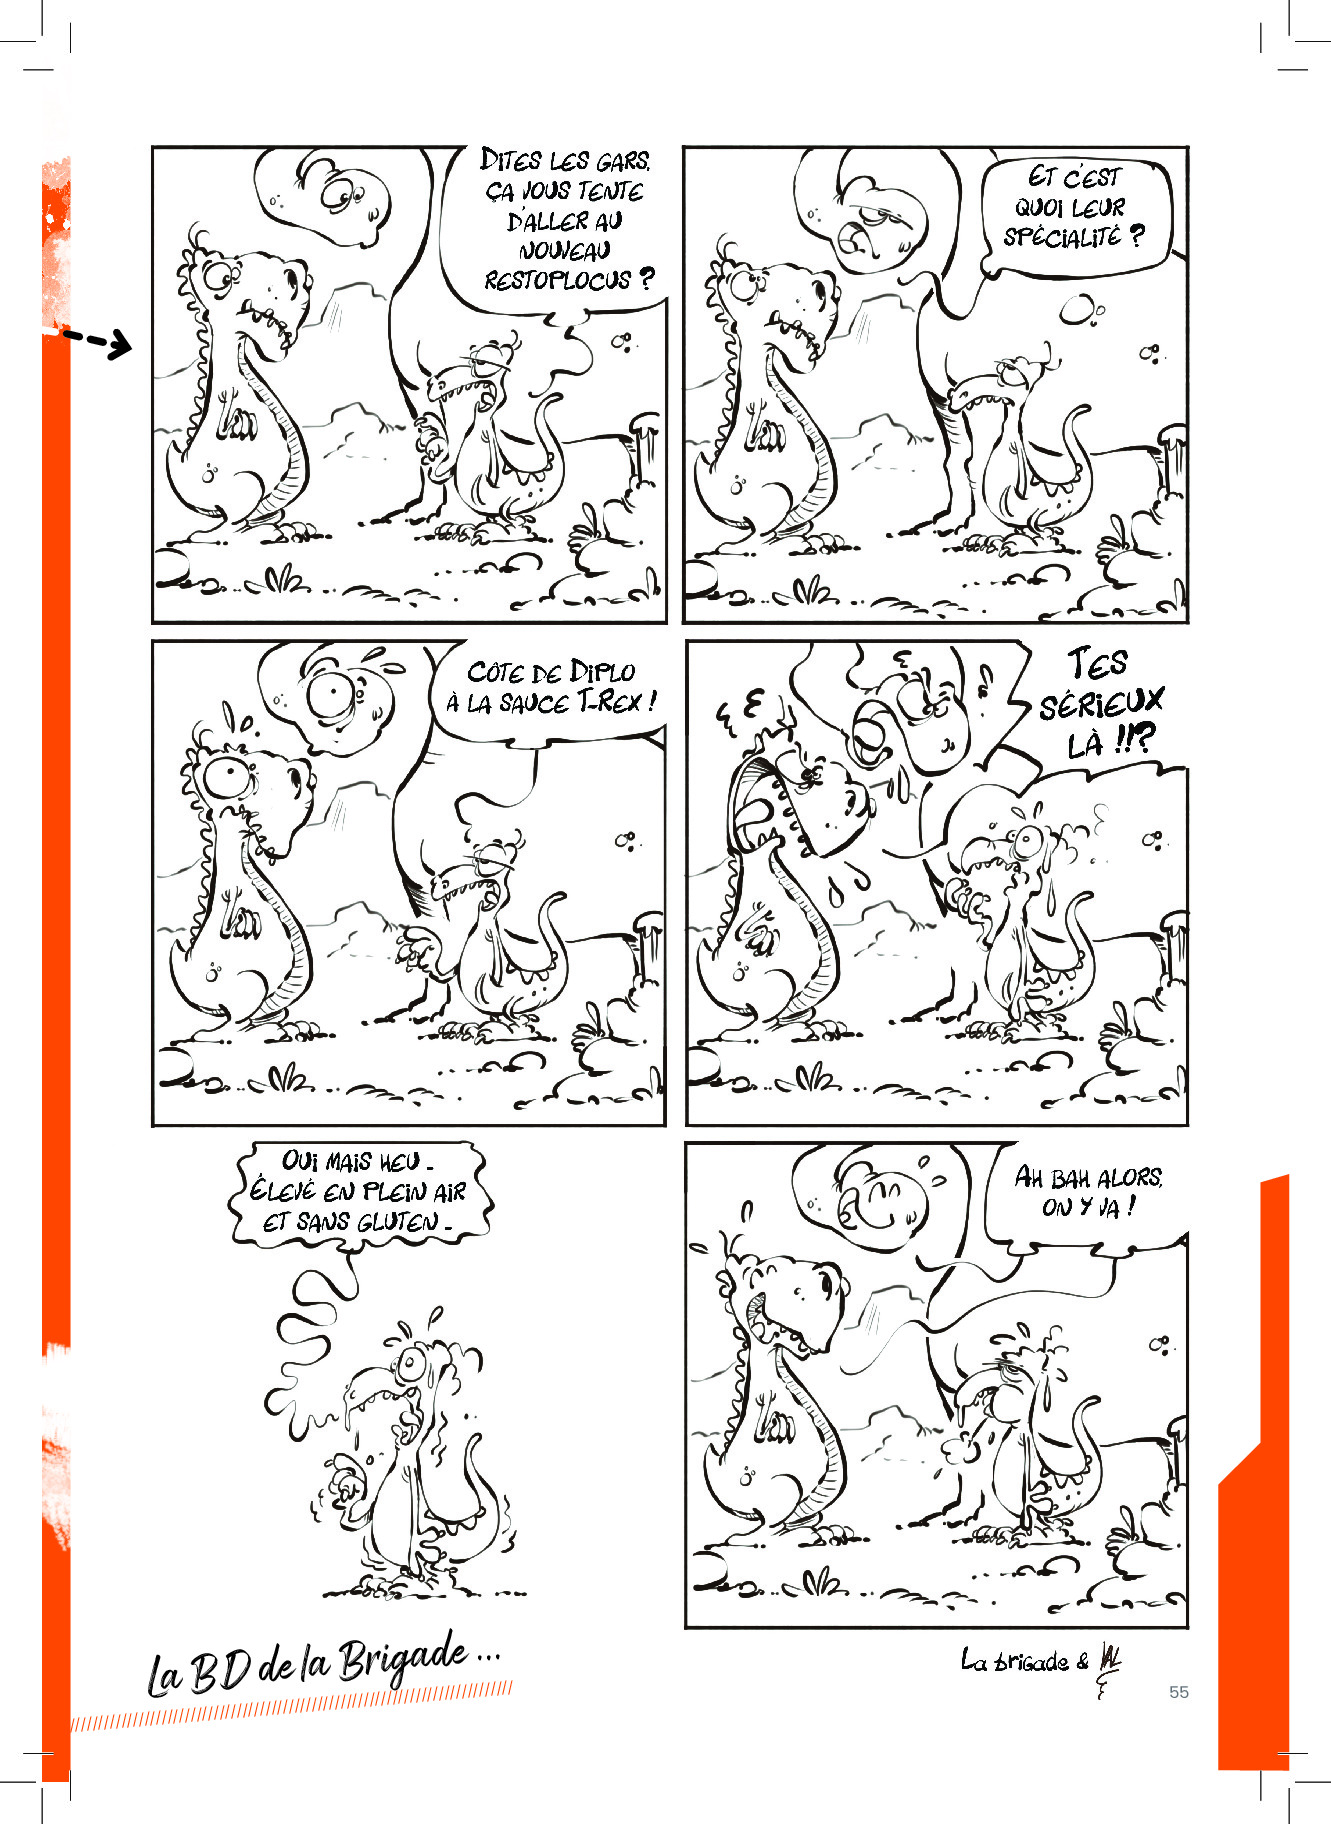 DITES LES GARS,
ÇA VOUS TENTE
D'ALLER AU
NOUVEAU
RESTOPLOCUS ?
ET C'EST
QUOI LEUR
SPÉCIALITÉ ?
CÔTE DE DIPLO
À LA SAUCE T-REX !
TES
SÉRIEUX
LÀ !!?
OUI MAIS HEU...
ÉLEVÉ EN PLEIN AIR
ET SANS GLUTEN...
AH BAH ALORS,
ON Y VA !
La BD de la Brigade ...
La brigade &
55